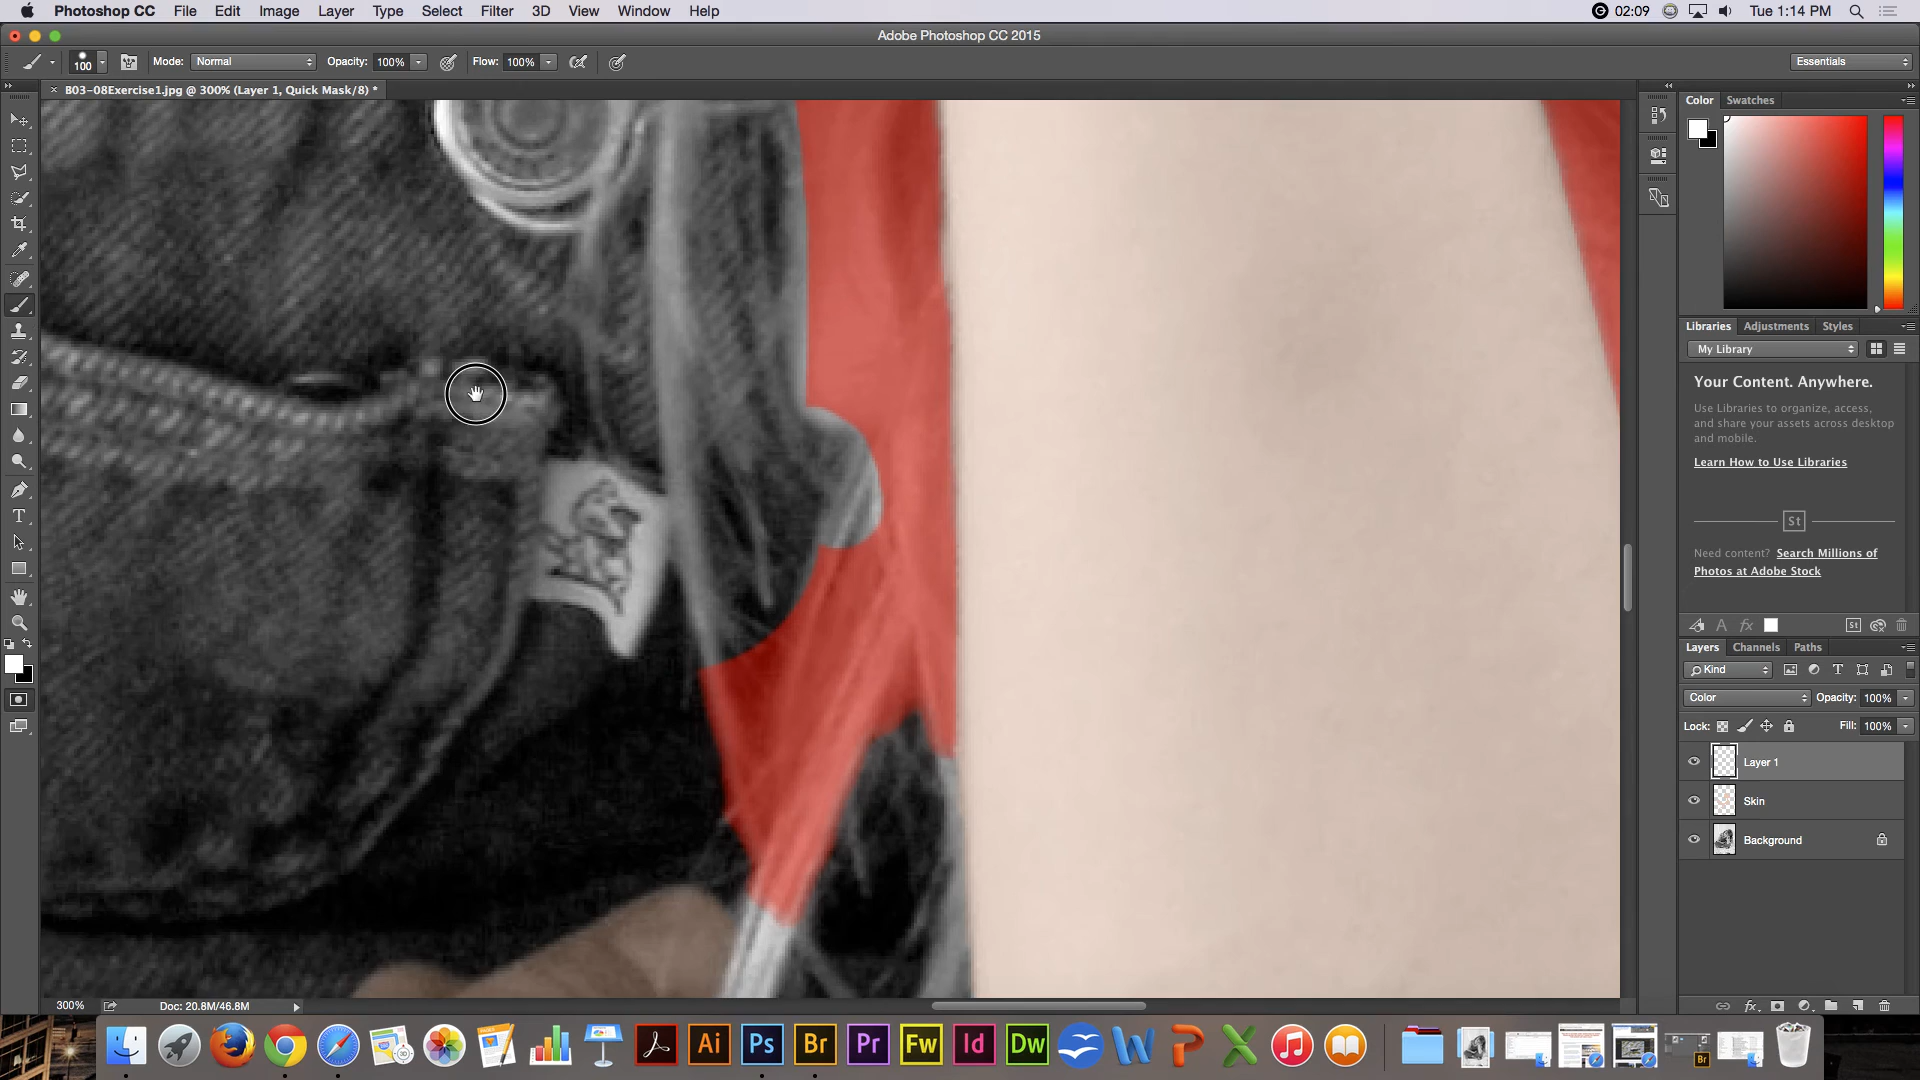 Photoshop CC File Edit Image Layer Type Select Filter 3D View Window Help 02:09 Tue 1:14 PM
Adobe Photoshop CC 2015
100 Mode: Normal Opacity: 100% Flow: 100% Essentials
B03-08Exercise1.jpg @ 300% (Layer 1, Quick Mask/8) *
Color Swatches
Libraries Adjustments Styles
My Library
Your Content. Anywhere.
Use Libraries to organize, access,
and share your assets across desktop
and mobile.
Learn How to Use Libraries
St
Need content? Search Millions of
Photos at Adobe Stock
St
Layers Channels Paths
Kind
Color Opacity: 100%
Lock: Fill: 100%
Layer 1
Skin
Background
300% Doc: 20.8M/46.8M
Ai Ps Br Pr Fw Id Dw Br